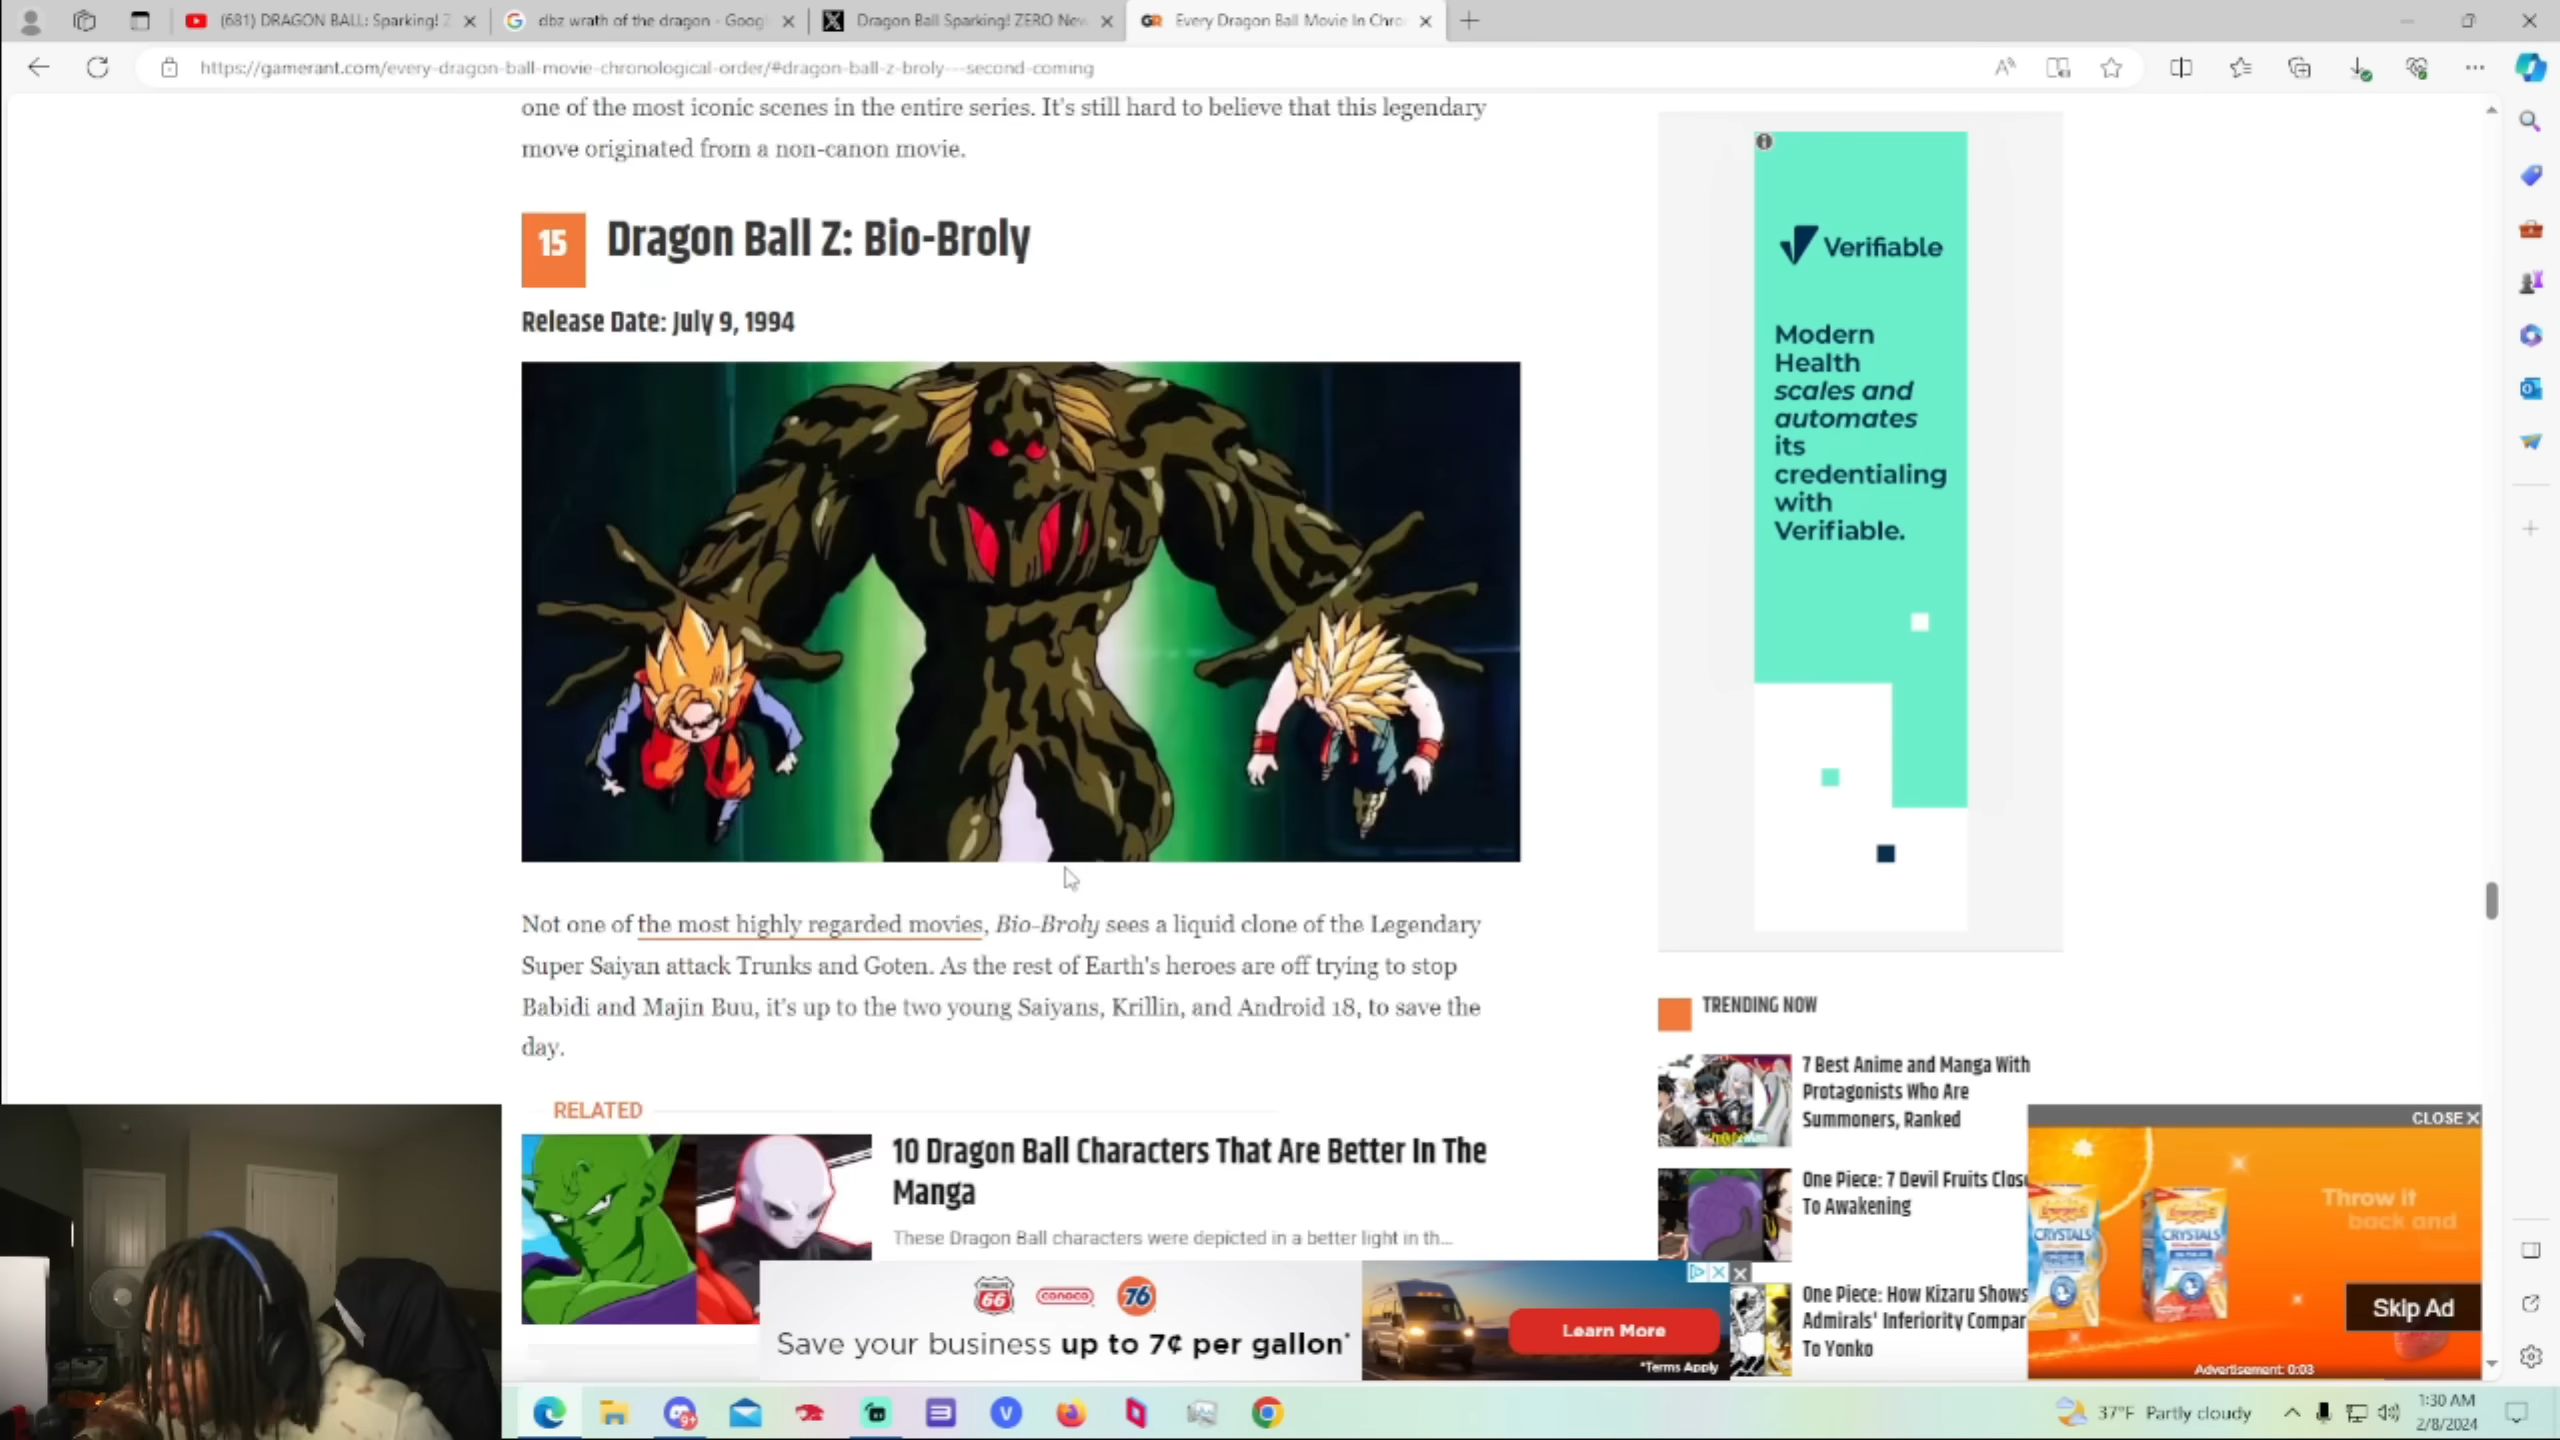 (681) DRAGON BALL: Sparking! Z
dbz wrath of the dragon - Goog
Dragon Ball Sparking! ZERO New
GR Every Dragon Ball Movie In Chro
https://gamerant.com/every-dragon-ball-movie-chronological-order/#dragon-ball-z-broly---second-coming
one of the most iconic scenes in the entire series. It's still hard to believe that this legendary
move originated from a non-canon movie.
15 Dragon Ball Z: Bio-Broly
Release Date: July 9, 1994
Not one of the most highly regarded movies, Bio-Broly sees a liquid clone of the Legendary
Super Saiyan attack Trunks and Goten. As the rest of Earth's heroes are off trying to stop
Babidi and Majin Buu, it's up to the two young Saiyans, Krillin, and Android 18, to save the
day.
RELATED
10 Dragon Ball Characters That Are Better In The
Manga
These Dragon Ball characters were depicted in a better light in th...
Verifiable
Modern
Health
scales and
automates
its
credentialing
with
Verifiable.
TRENDING NOW
7 Best Anime and Manga With
Protagonists Who Are
Summoners, Ranked
One Piece: 7 Devil Fruits Close
To Awakening
One Piece: How Kizaru Shows
Admirals' Inferiority Compar
To Yonko
CLOSE X
CRYSTALS
CRYSTALS
Throw it
back and
Skip Ad
Advertisement: 0:03
PHILLIPS 66 conoco 76
Save your business up to 7¢ per gallon*
Learn More
*Terms Apply
9+
37°F Partly cloudy
1:30 AM
2/8/2024